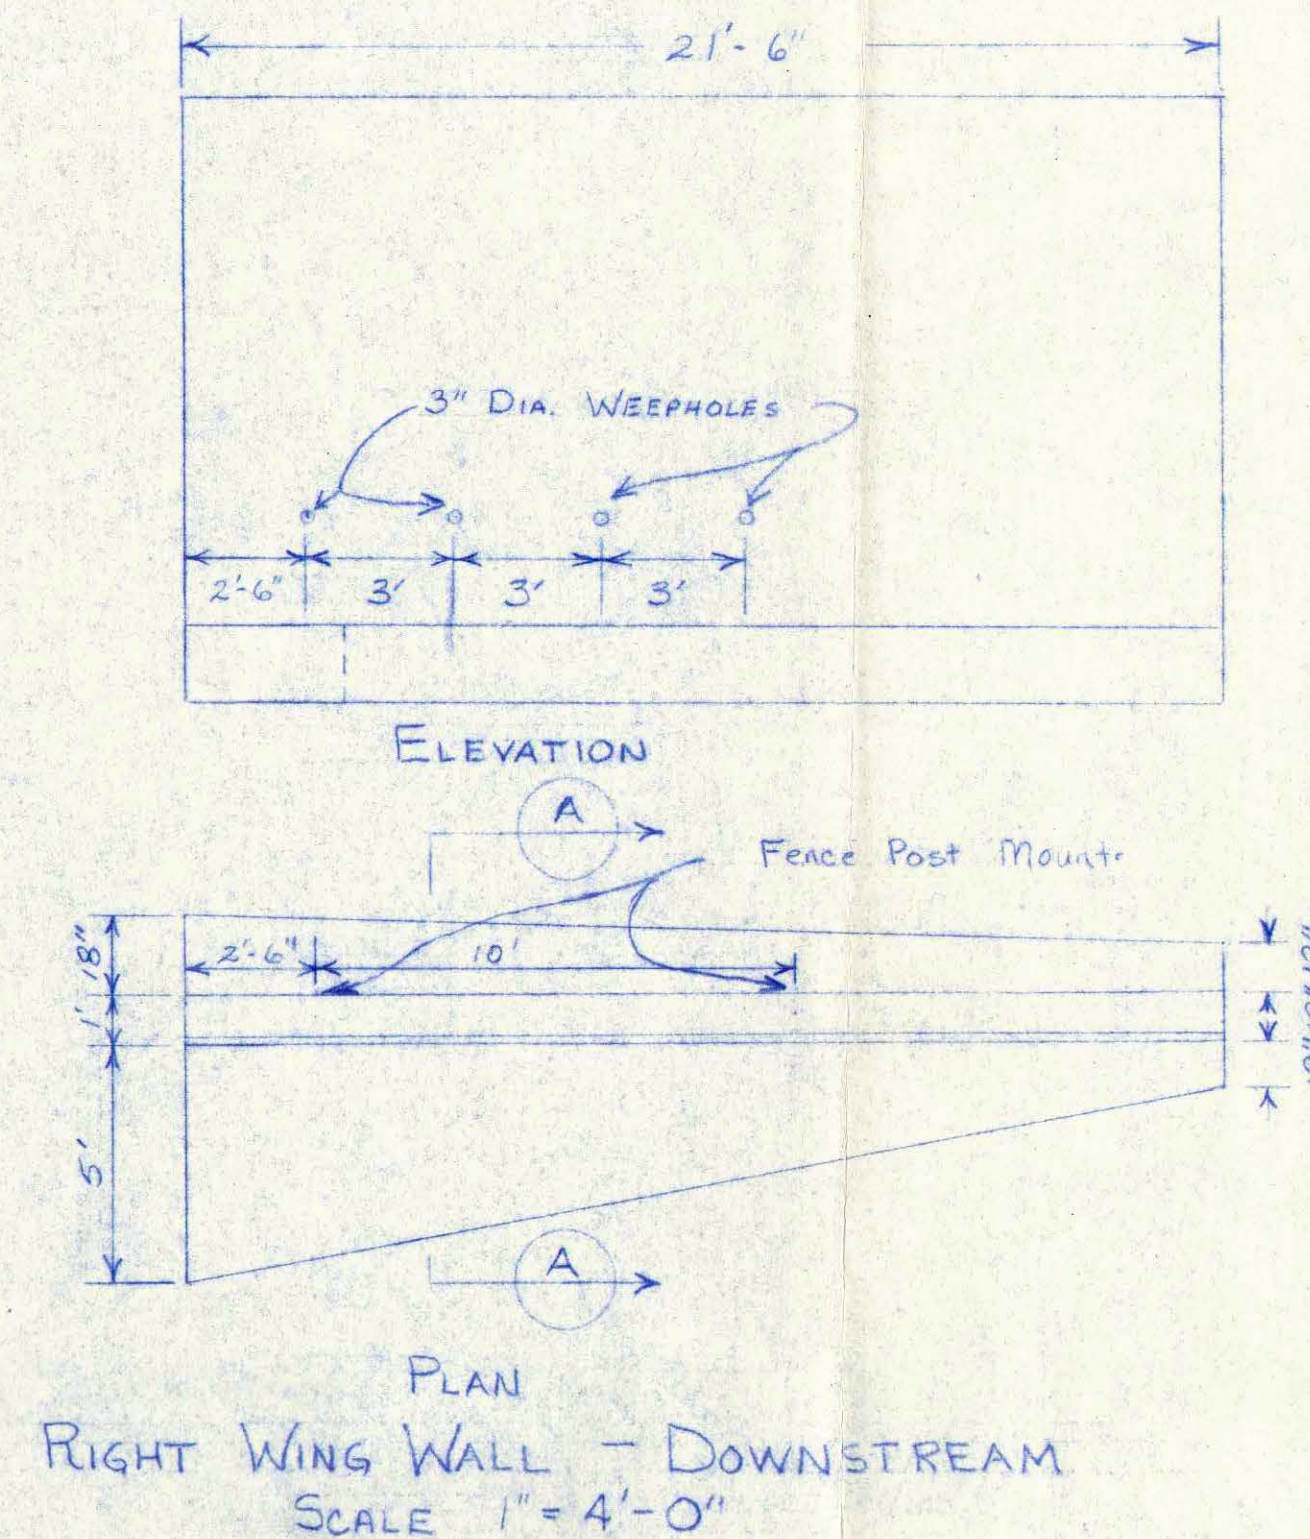 21'-6"
3" DIA. WEEPHOLES
2'-6" 3' 3' 3'
ELEVATION
A
Fence Post Mount
18" 2'-6" 10'
1'
5'
A
PLAN
RIGHT WING WALL - DOWNSTREAM
SCALE 1" = 4'-0"